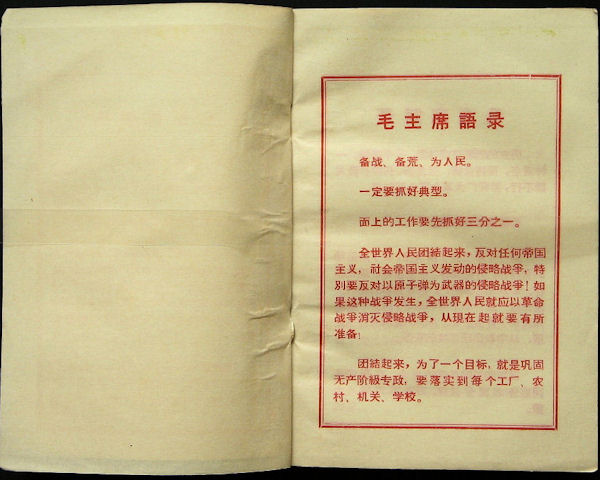 毛主席語录
备战、备荒、为人民。
一定要抓好典型。
面上的工作要先抓好三分之一。
全世界人民团結起来，反对任何帝国
主义，社会帝国主义发动的侵略战爭，特
別要反对以原子弹为武器的侵略战爭！如
果这种战爭发生，全世界人民就应以革命
战爭消灭侵略战爭，从現在起就要有所
准备！
团結起来，为了一个目标，就是巩固
无产阶級专政，要落实到每个工厂、农
村、机关、学校。